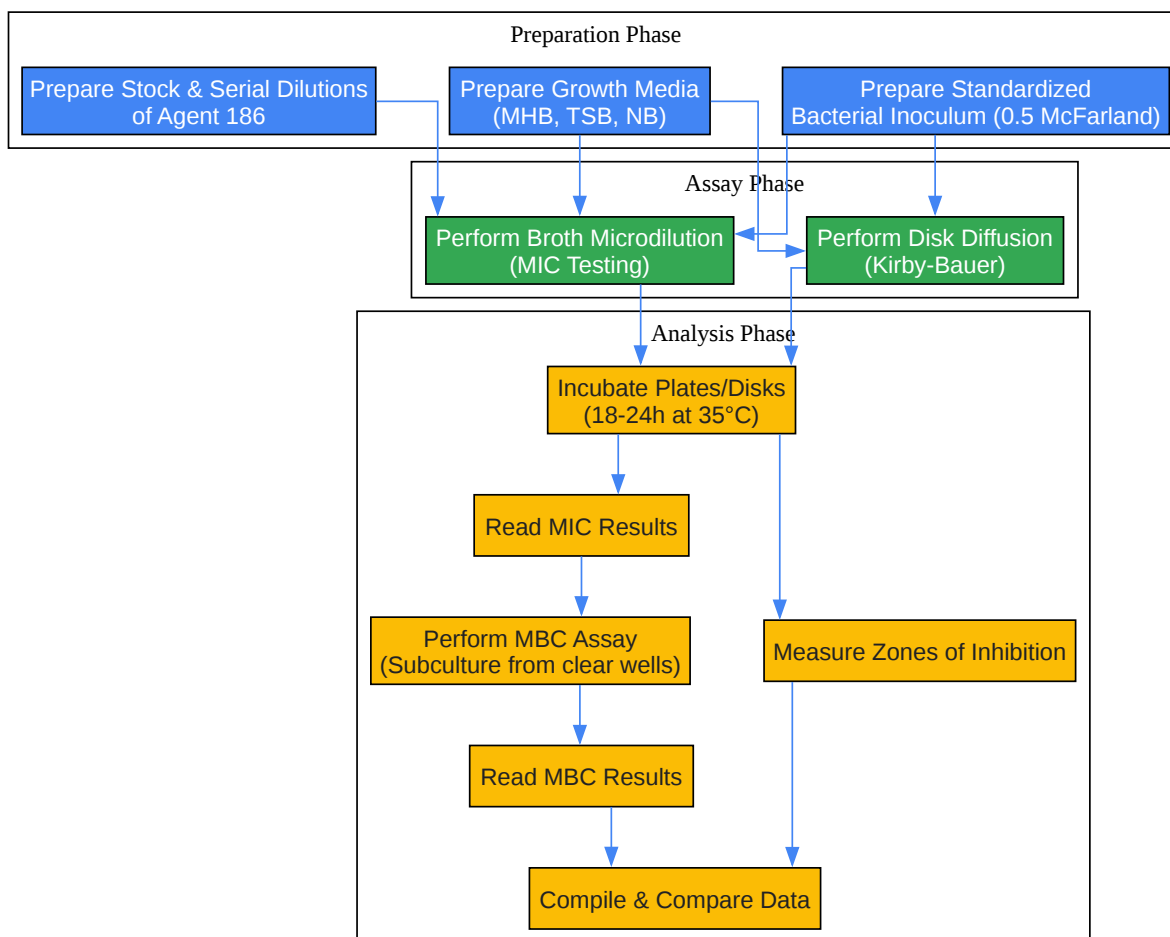 Preparation Phase
Prepare Stock & Serial Dilutions
of Agent 186
Prepare Growth Media
(MHB, TSB, NB)
Prepare Standardized
Bacterial Inoculum (0.5 McFarland)
Assay Phase
Perform Broth Microdilution
(MIC Testing)
Perform Disk Diffusion
(Kirby-Bauer)
Analysis Phase
Incubate Plates/Disks
(18-24h at 35°C)
Read MIC Results
Perform MBC Assay
(Subculture from clear wells)
Measure Zones of Inhibition
Read MBC Results
Compile & Compare Data